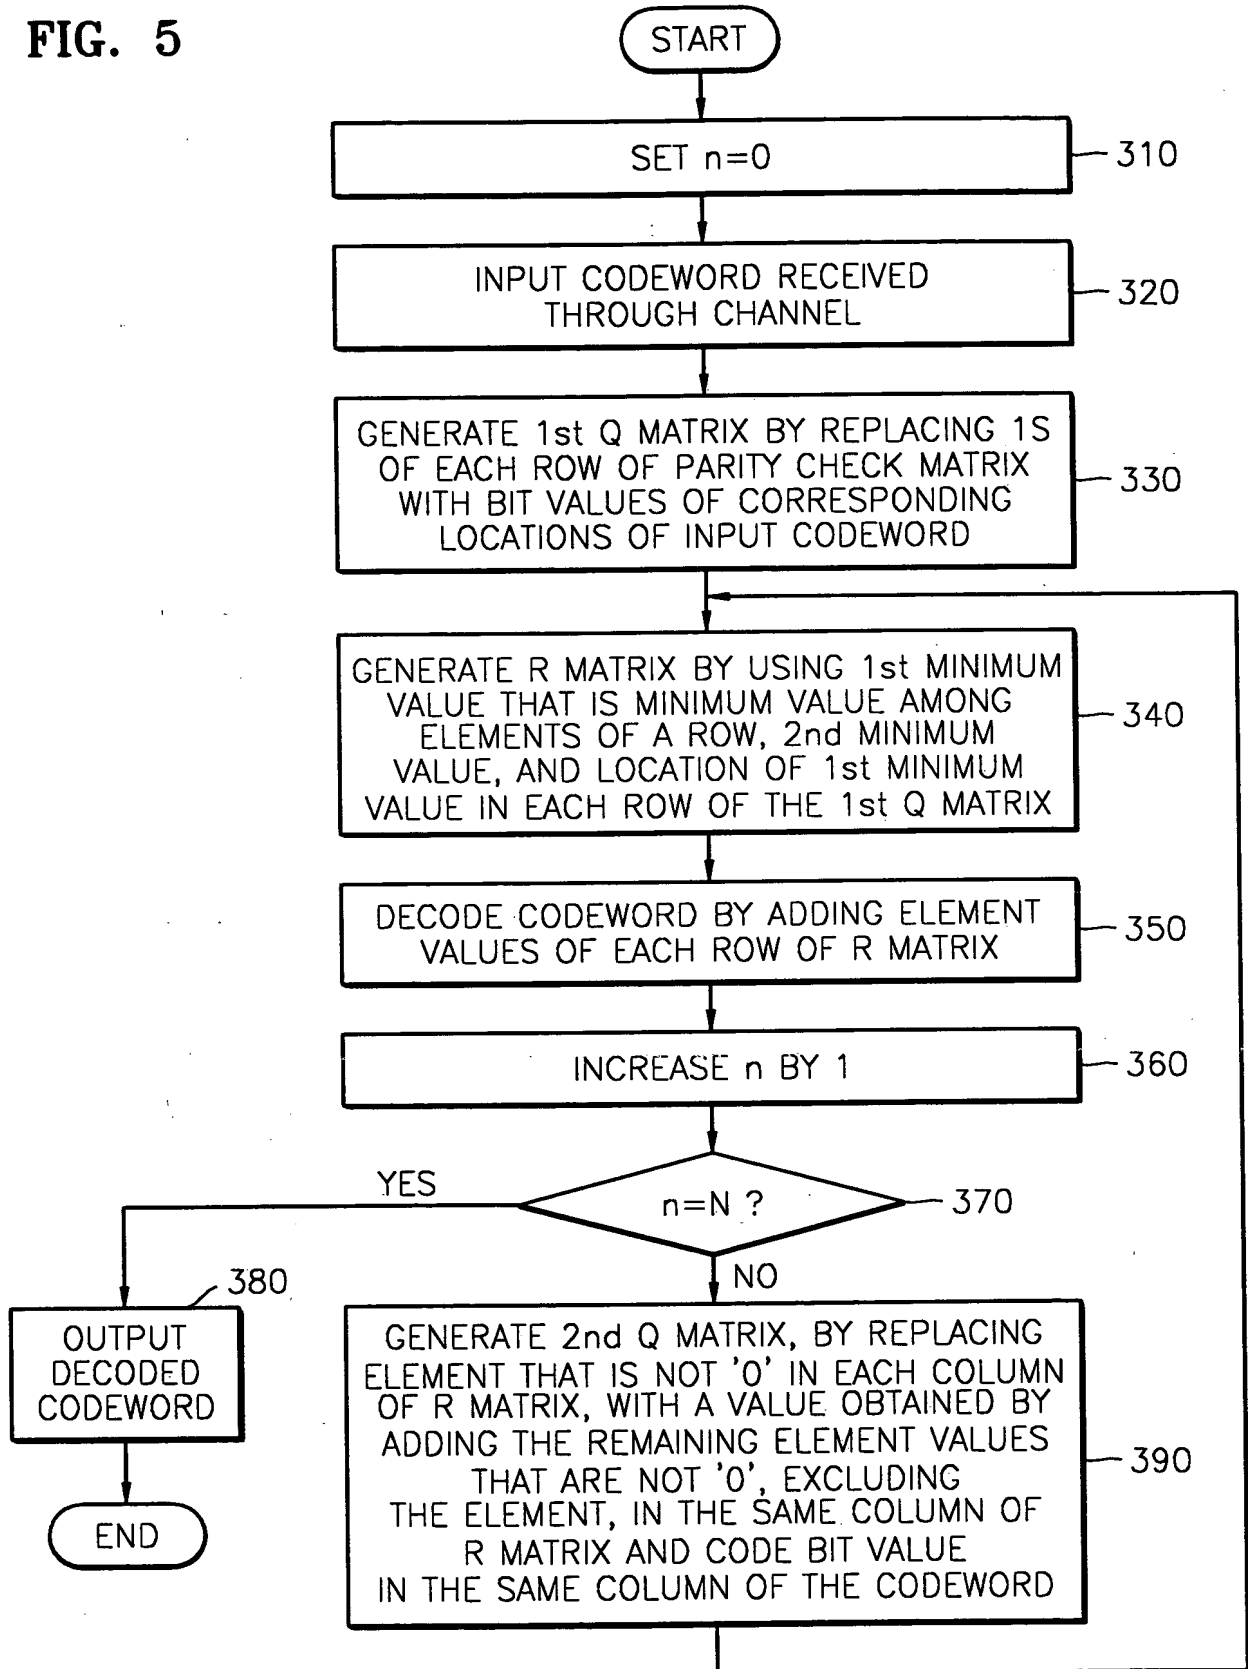 FIG. 5
START
SET n=0
310
INPUT CODEWORD RECEIVED
THROUGH CHANNEL
320
GENERATE 1st Q MATRIX BY REPLACING 1S
OF EACH ROW OF PARITY CHECK MATRIX
WITH BIT VALUES OF CORRESPONDING
LOCATIONS OF INPUT CODEWORD
330
GENERATE R MATRIX BY USING 1st MINIMUM
VALUE THAT IS MINIMUM VALUE AMONG
ELEMENTS OF A ROW, 2nd MINIMUM
VALUE, AND LOCATION OF 1st MINIMUM
VALUE IN EACH ROW OF THE 1st Q MATRIX
340
DECODE CODEWORD BY ADDING ELEMENT
VALUES OF EACH ROW OF R MATRIX
350
INCREASE n BY 1
360
n=N ?
370
YES
NO
380
OUTPUT
DECODED
CODEWORD
END
GENERATE 2nd Q MATRIX, BY REPLACING
ELEMENT THAT IS NOT '0' IN EACH COLUMN
OF R MATRIX, WITH A VALUE OBTAINED BY
ADDING THE REMAINING ELEMENT VALUES
THAT ARE NOT '0', EXCLUDING
THE ELEMENT, IN THE SAME COLUMN OF
R MATRIX AND CODE BIT VALUE
IN THE SAME COLUMN OF THE CODEWORD
390